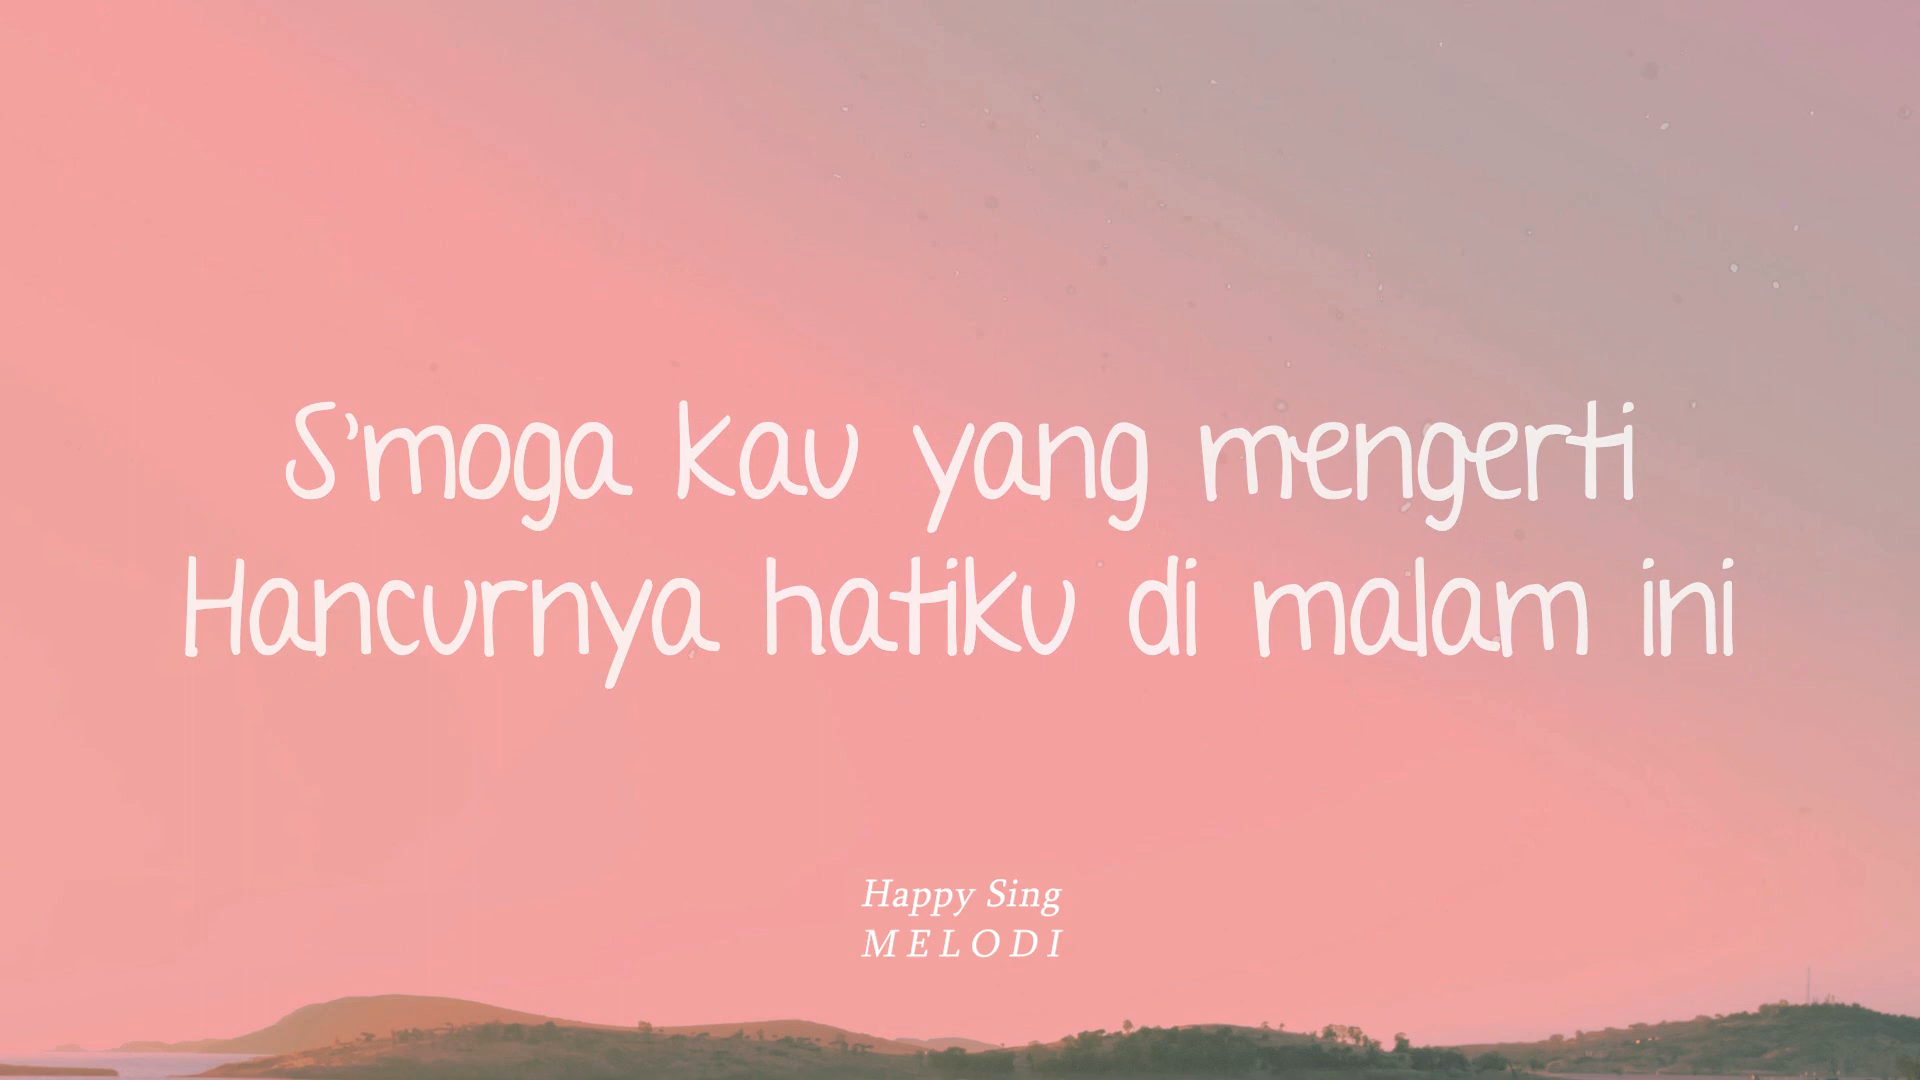 S'moga kau yang mengerti
Hancurnya hatiku di malam ini
Happy Sing
MELODI